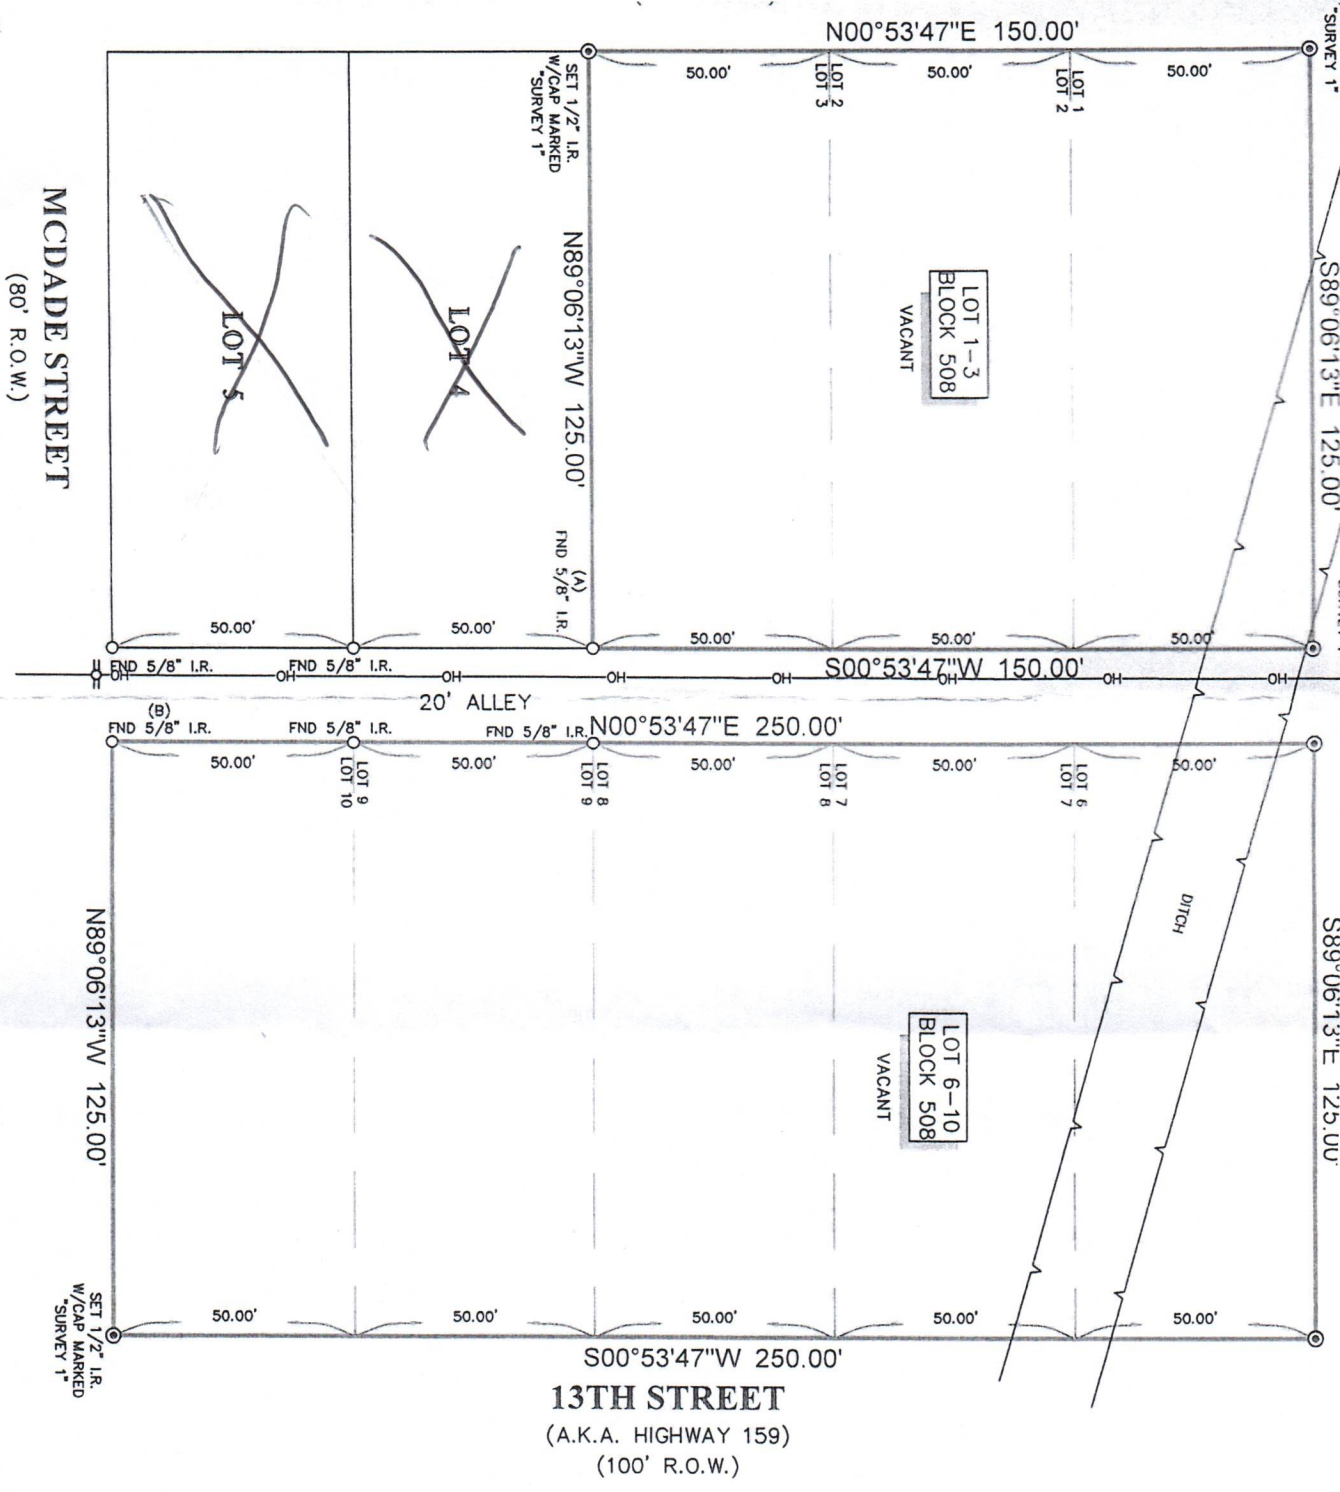 N00°53'47"E 150.00'
"SURVEY 1"
50.00'
50.00'
50.00'
LOT 2
LOT 3
LOT 1
LOT 2
SET 1/2" I.R.
W/CAP MARKED
"SURVEY 1"
N89°06'13"W 125.00'
S89°06'13"E 125.00'
LOT 1-3
BLOCK 508
VACANT
MCDADE STREET
(80' R.O.W.)
LOT 5
LOT 4
(A)
FND 5/8" I.R.
50.00'
50.00'
50.00'
50.00'
50.00'
FND 5/8" I.R.
FND 5/8" I.R.
S00°53'47"W 150.00'
OH
OH
OH
OH
OH
OH
OH
OH
20' ALLEY
(B)
FND 5/8" I.R.
FND 5/8" I.R.
FND 5/8" I.R.
N00°53'47"E 250.00'
50.00'
50.00'
50.00'
50.00'
50.00'
LOT 9
LOT 10
LOT 8
LOT 9
LOT 7
LOT 8
LOT 6
LOT 7
DITCH
N89°06'13"W 125.00'
S89°06'13"E 125.00'
LOT 6-10
BLOCK 508
VACANT
SET 1/2" I.R.
W/CAP MARKED
"SURVEY 1"
50.00'
50.00'
50.00'
50.00'
50.00'
S00°53'47"W 250.00'
13TH STREET
(A.K.A. HIGHWAY 159)
(100' R.O.W.)